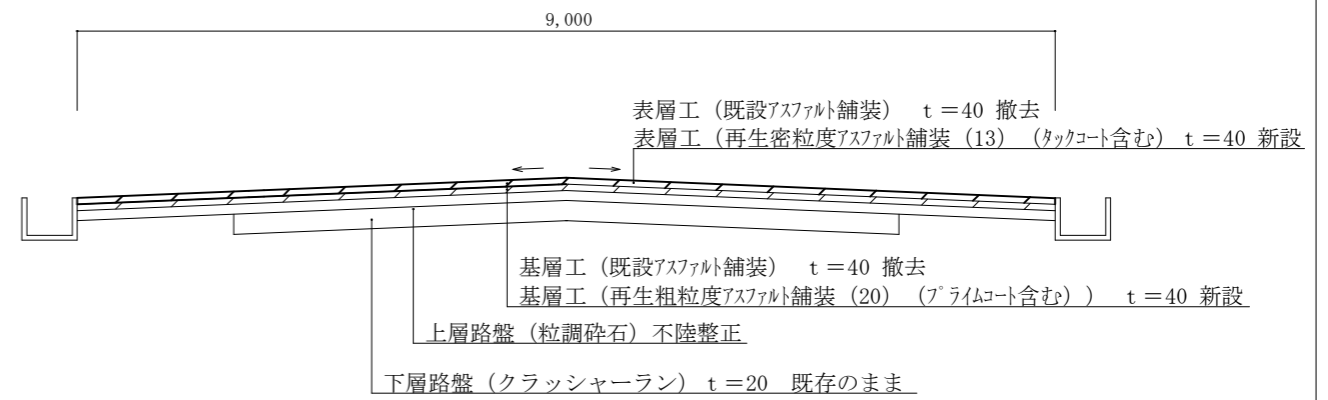 9,000
表層工（既設ｱｽﾌｧﾙﾄ舗装）　ｔ＝40 撤去
表層工（再生密粒度ｱｽﾌｧﾙﾄ舗装（13）（ﾀｯｸｺｰﾄ含む）ｔ＝40 新設
基層工（既設ｱｽﾌｧﾙﾄ舗装）　ｔ＝40 撤去
基層工（再生粗粒度ｱｽﾌｧﾙﾄ舗装（20）（ﾌﾟﾗｲﾑｺｰﾄ含む））　ｔ＝40 新設
上層路盤（粒調砕石）不陸整正
下層路盤（クラッシャーラン）ｔ＝20　既存のまま